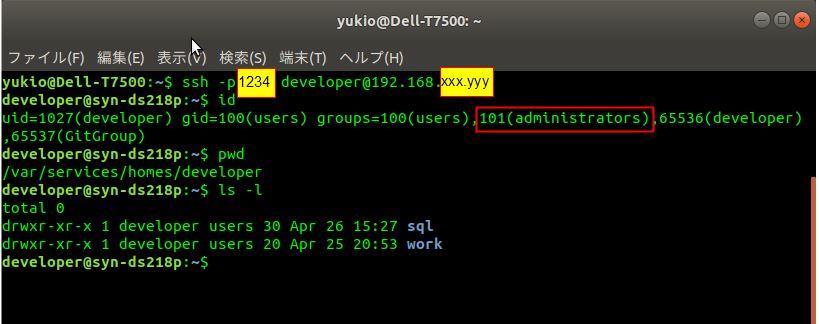 yukio@Dell-T7500: ~
ファイル(F) 編集(E) 表示(V) 検索(S) 端末(T) ヘルプ(H)
yukio@Dell-T7500:~$ ssh -p1234 developer@192.168.xxx.yyy
developer@syn-ds218p:~$ id
uid=1027(developer) gid=100(users) groups=100(users),101(administrators),65536(developer)
,65537(GitGroup)
developer@syn-ds218p:~$ pwd
/var/services/homes/developer
developer@syn-ds218p:~$ ls -l
total 0
drwxr-xr-x 1 developer users 30 Apr 26 15:27 sql
drwxr-xr-x 1 developer users 20 Apr 25 20:53 work
developer@syn-ds218p:~$